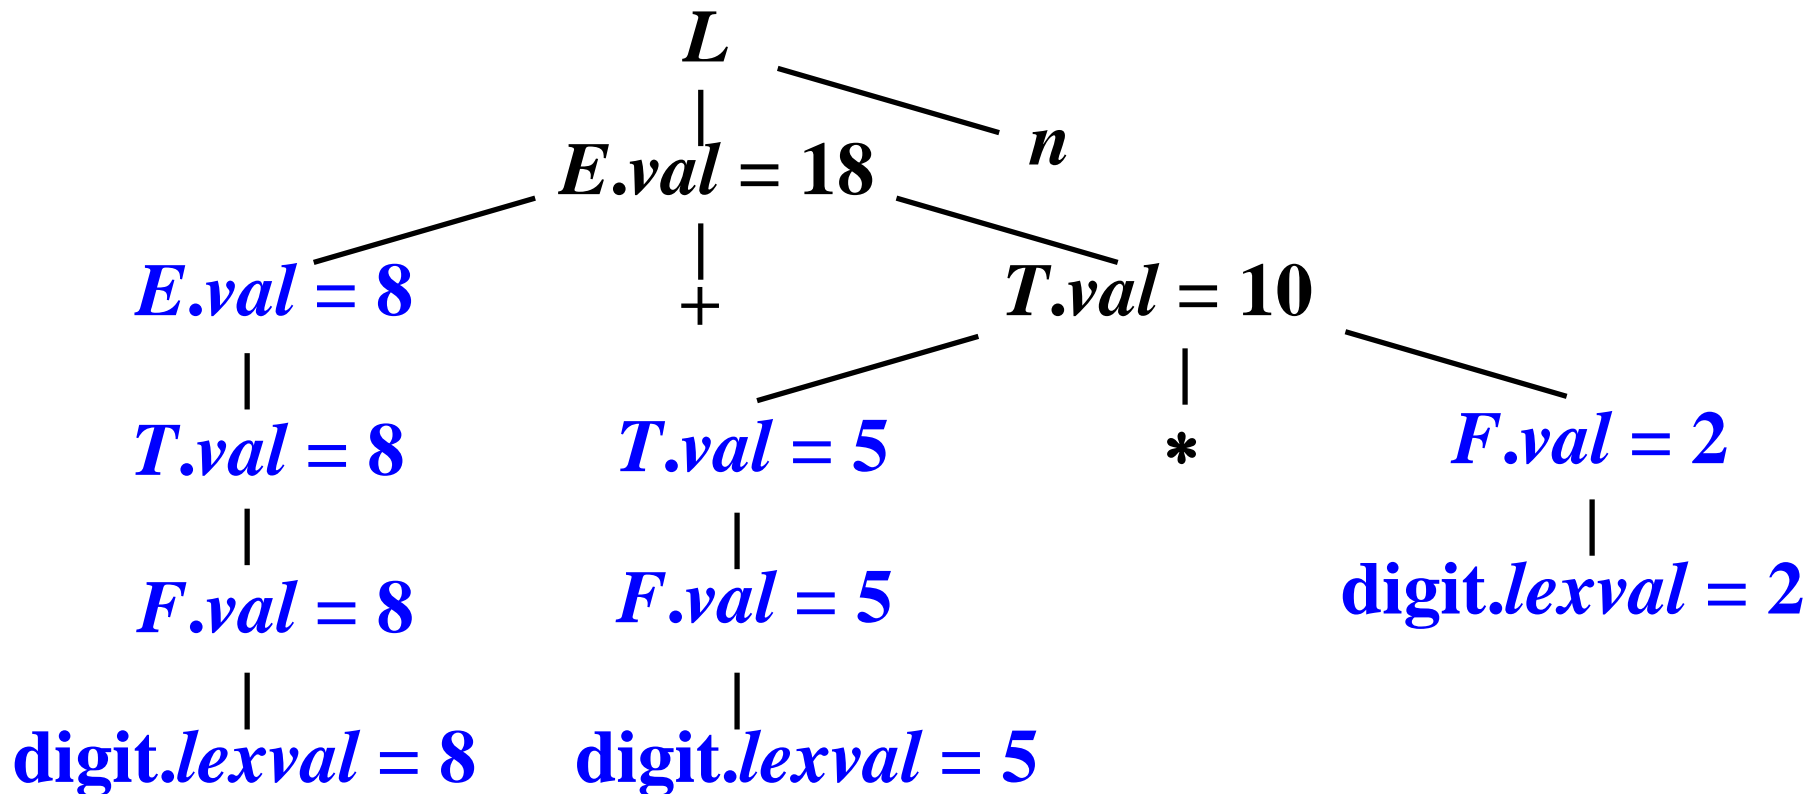 L
n
E.val = 18
E.val = 8
+
T.val = 10
T.val = 8
T.val = 5
*
F.val = 2
F.val = 8
F.val = 5
digit.lexval = 2
digit.lexval = 8
digit.lexval = 5